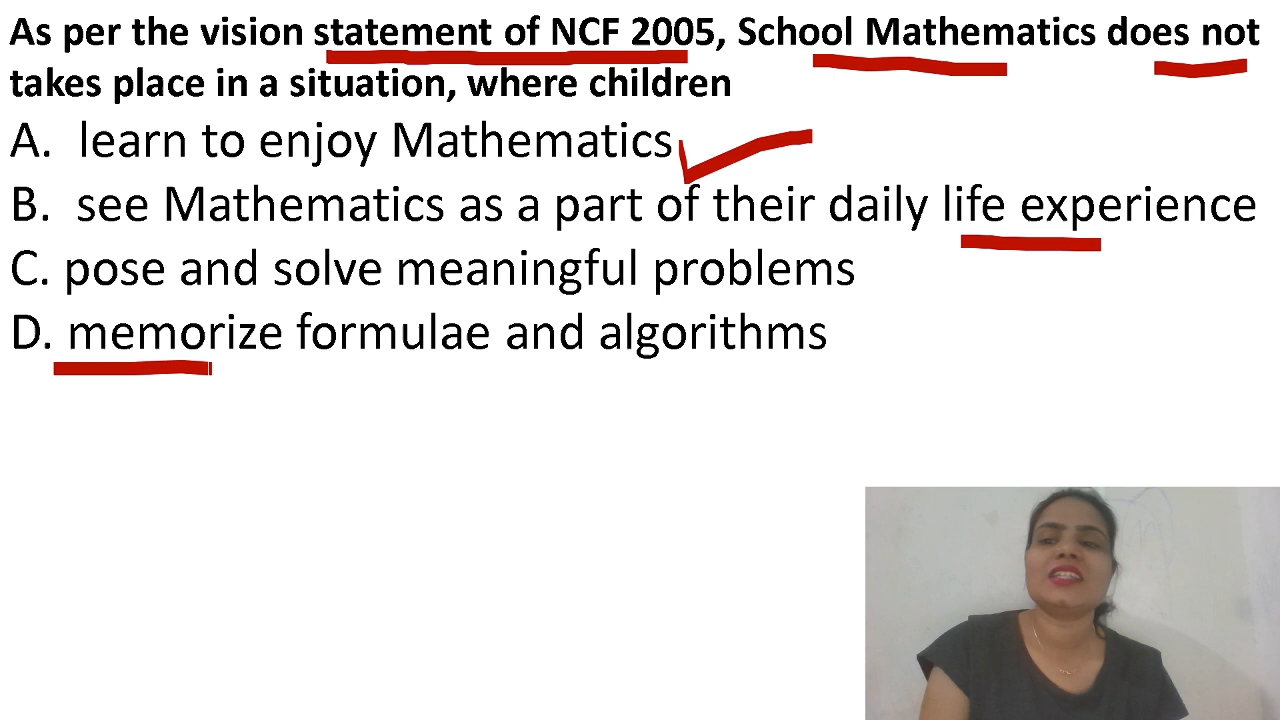 As per the vision statement of NCF 2005, School Mathematics does not
takes place in a situation, where children
A. learn to enjoy Mathematics
B. see Mathematics as a part of their daily life experience
C. pose and solve meaningful problems
D. memorize formulae and algorithms